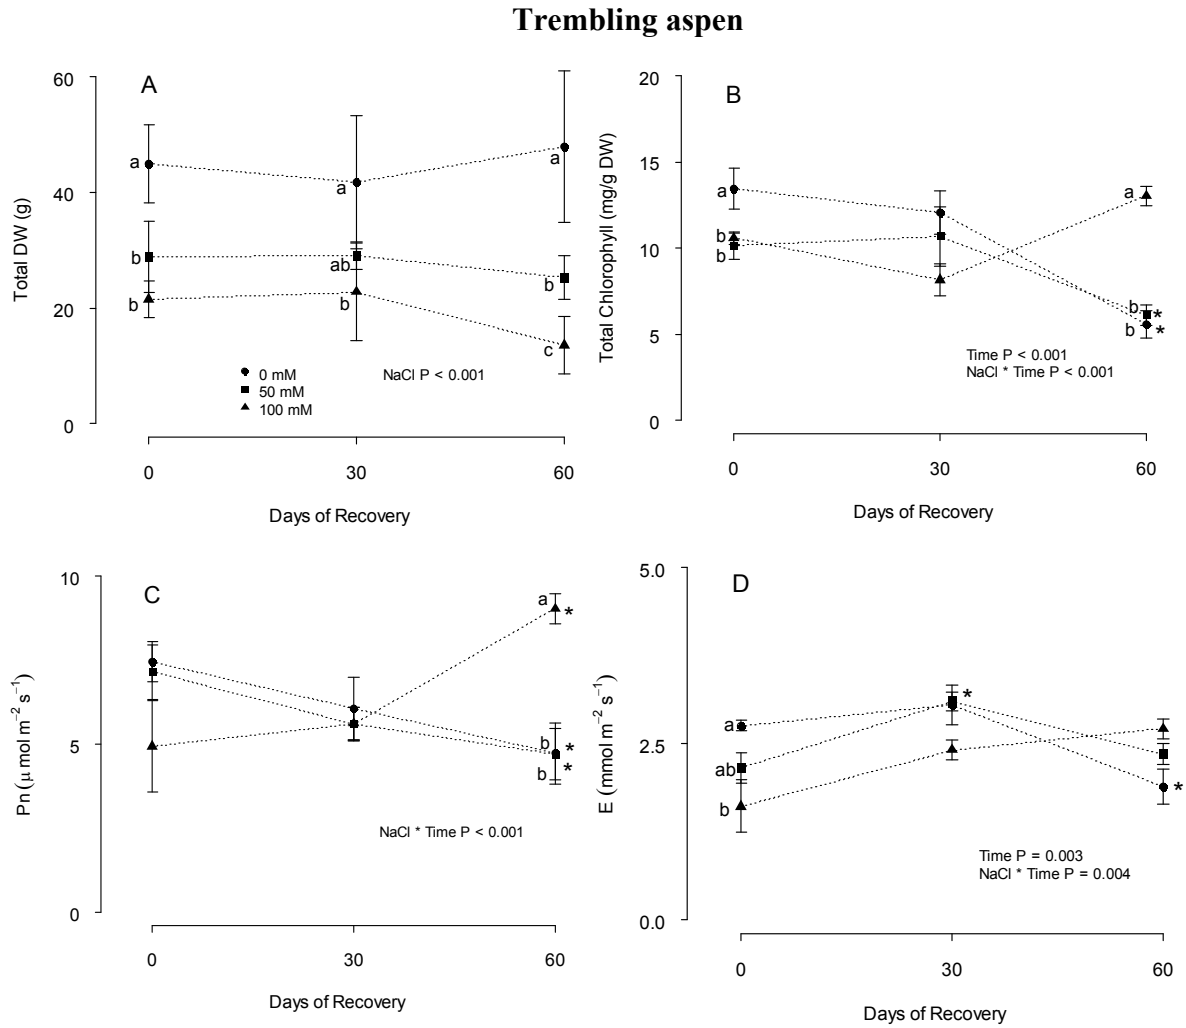 Trembling aspen
A
Total DW (g)
60
40
20
0
a
a
a
b
ab
b
b
b
c
0 mM
50 mM
100 mM
NaCl P < 0.001
0
30
60
Days of Recovery
B
Total Chlorophyll (mg/g DW)
20
15
10
5
0
a
b
b
a
b
*
b
*
Time P < 0.001
NaCl * Time P < 0.001
0
30
60
Days of Recovery
C
Pn (μ mol m−2 s−1)
10
5
0
a
*
b
*
b
*
NaCl * Time P < 0.001
0
30
60
Days of Recovery
D
E (mmol m−2 s−1)
5.0
2.5
0.0
a
ab
b
*
*
Time P = 0.003
NaCl * Time P = 0.004
0
30
60
Days of Recovery